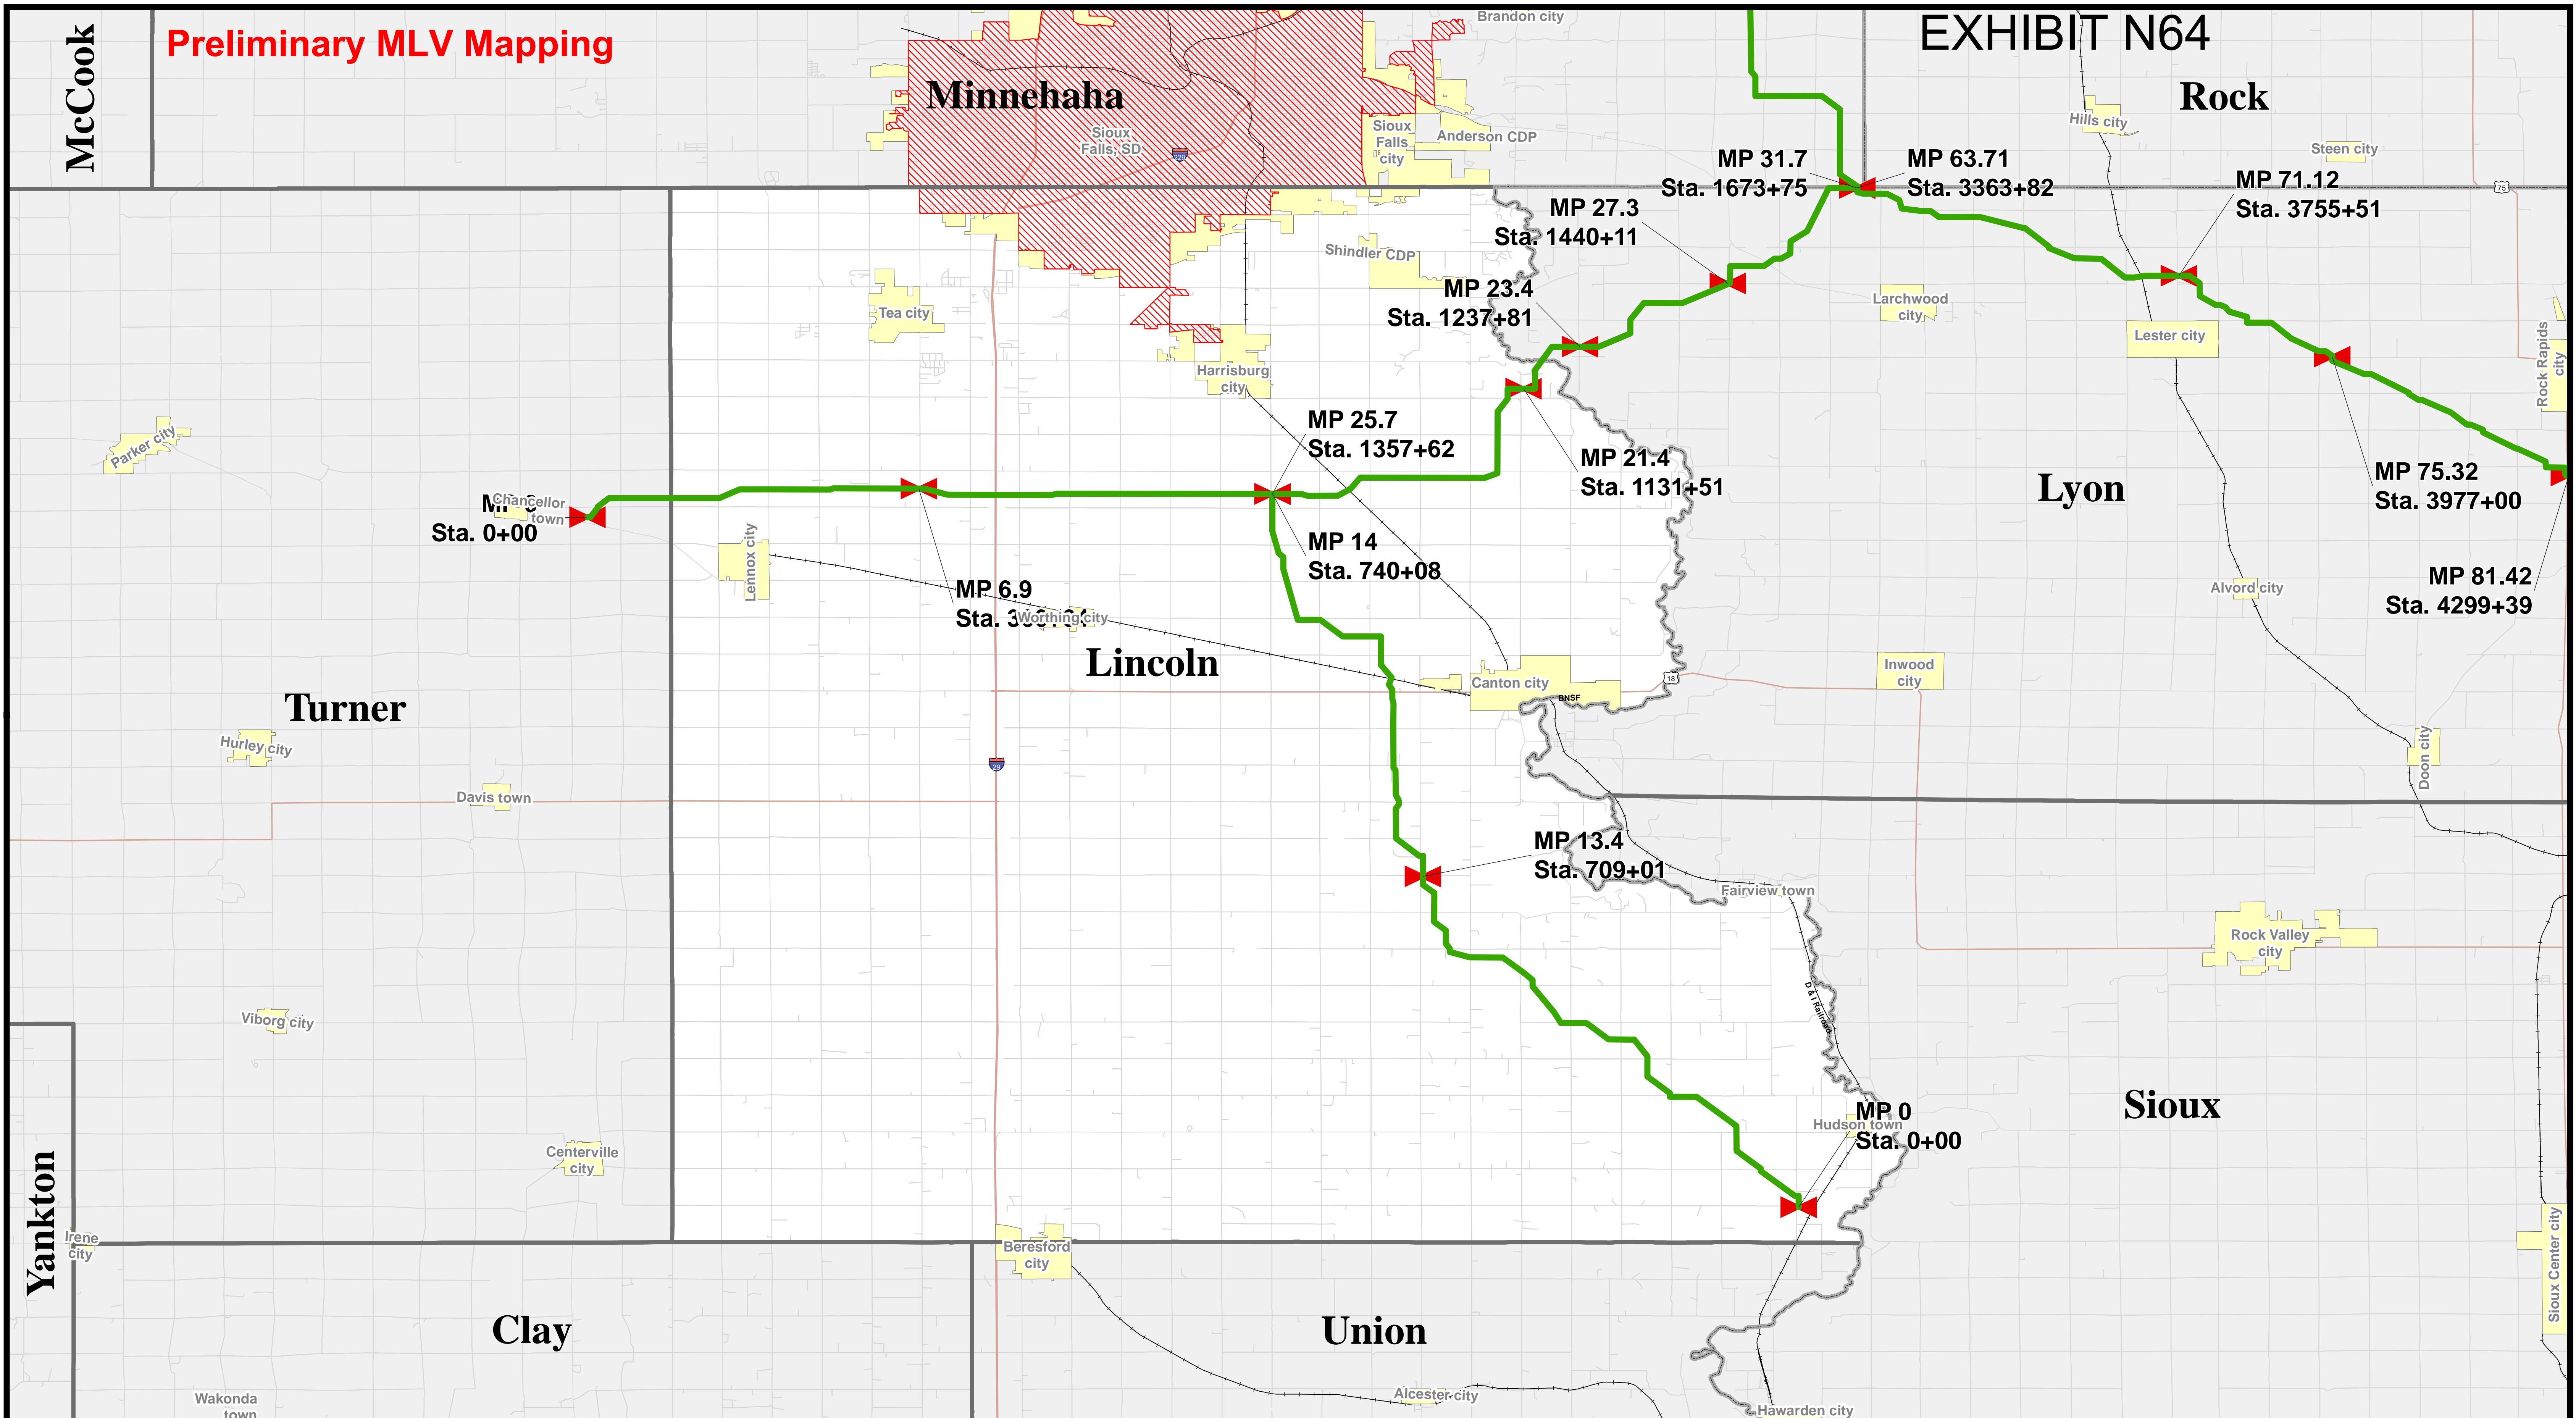 Preliminary MLV Mapping
EXHIBIT N64
McCook
Minnehaha
Sioux
Falls, SD
229
Brandon city
Sioux
Falls
city
Anderson CDP
Rock
Hills city
Steen city
75
MP 31.7
Sta. 1673+75
MP 63.71
Sta. 3363+82
MP 71.12
Sta. 3755+51
MP 27.3
Sta. 1440+11
Shindler CDP
MP 23.4
Sta. 1237+81
Tea city
Larchwood
city
Lester city
Rock Rapids
city
Harrisburg
city
Parker city
MP 25.7
Sta. 1357+62
MP 21.4
Sta. 1131+51
Lyon
MP 75.32
Sta. 3977+00
Chancellor
town
Sta. 0+00
Lennox city
MP 14
Sta. 740+08
MP 6.9
Sta.
Worthing city
MP 81.42
Sta. 4299+39
Alvord city
Lincoln
Canton city
BNSF
18
Inwood
city
Turner
Hurley city
29
Davis town
Doon city
MP 13.4
Sta. 709+01
Fairview town
Rock Valley
city
D & I Railroad
Viborg city
Sioux
MP 0
Hudson town
Sta. 0+00
Centerville
city
Yankton
Irene
city
Beresford
city
Sioux Center city
Clay
Union
Wakonda
town
Alcester city
Hawarden city